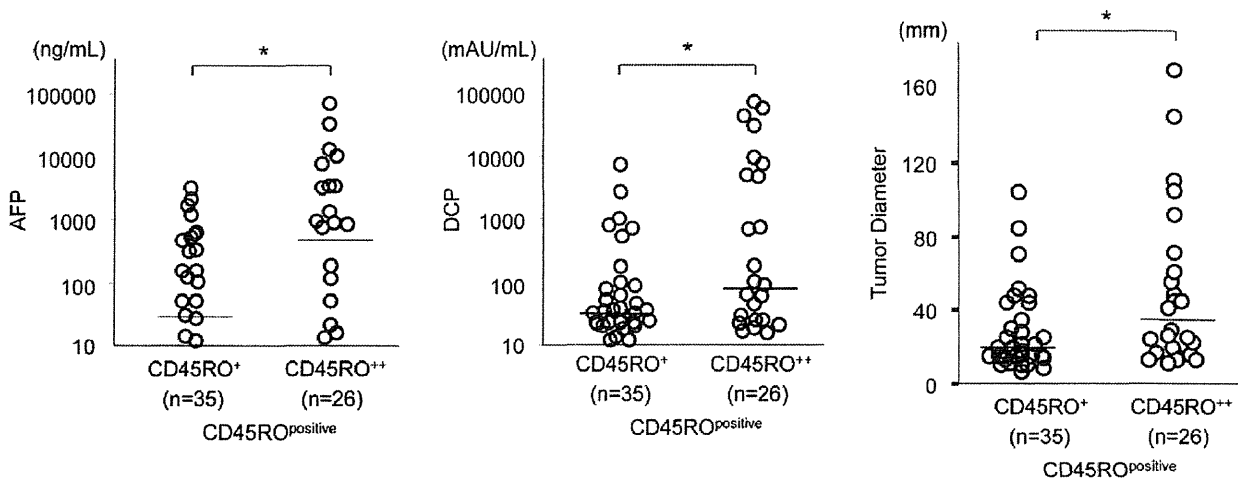 (ng/mL)
*
AFP
100000
10000
1000
100
10
CD45RO⁺
(n=35)
CD45RO⁺⁺
(n=26)
CD45ROpositive
(mAU/mL)
*
DCP
100000
10000
1000
100
10
CD45RO⁺
(n=35)
CD45RO⁺⁺
(n=26)
CD45ROpositive
(mm)
*
Tumor Diameter
160
120
80
40
0
CD45RO⁺
(n=35)
CD45RO⁺⁺
(n=26)
CD45ROpositive